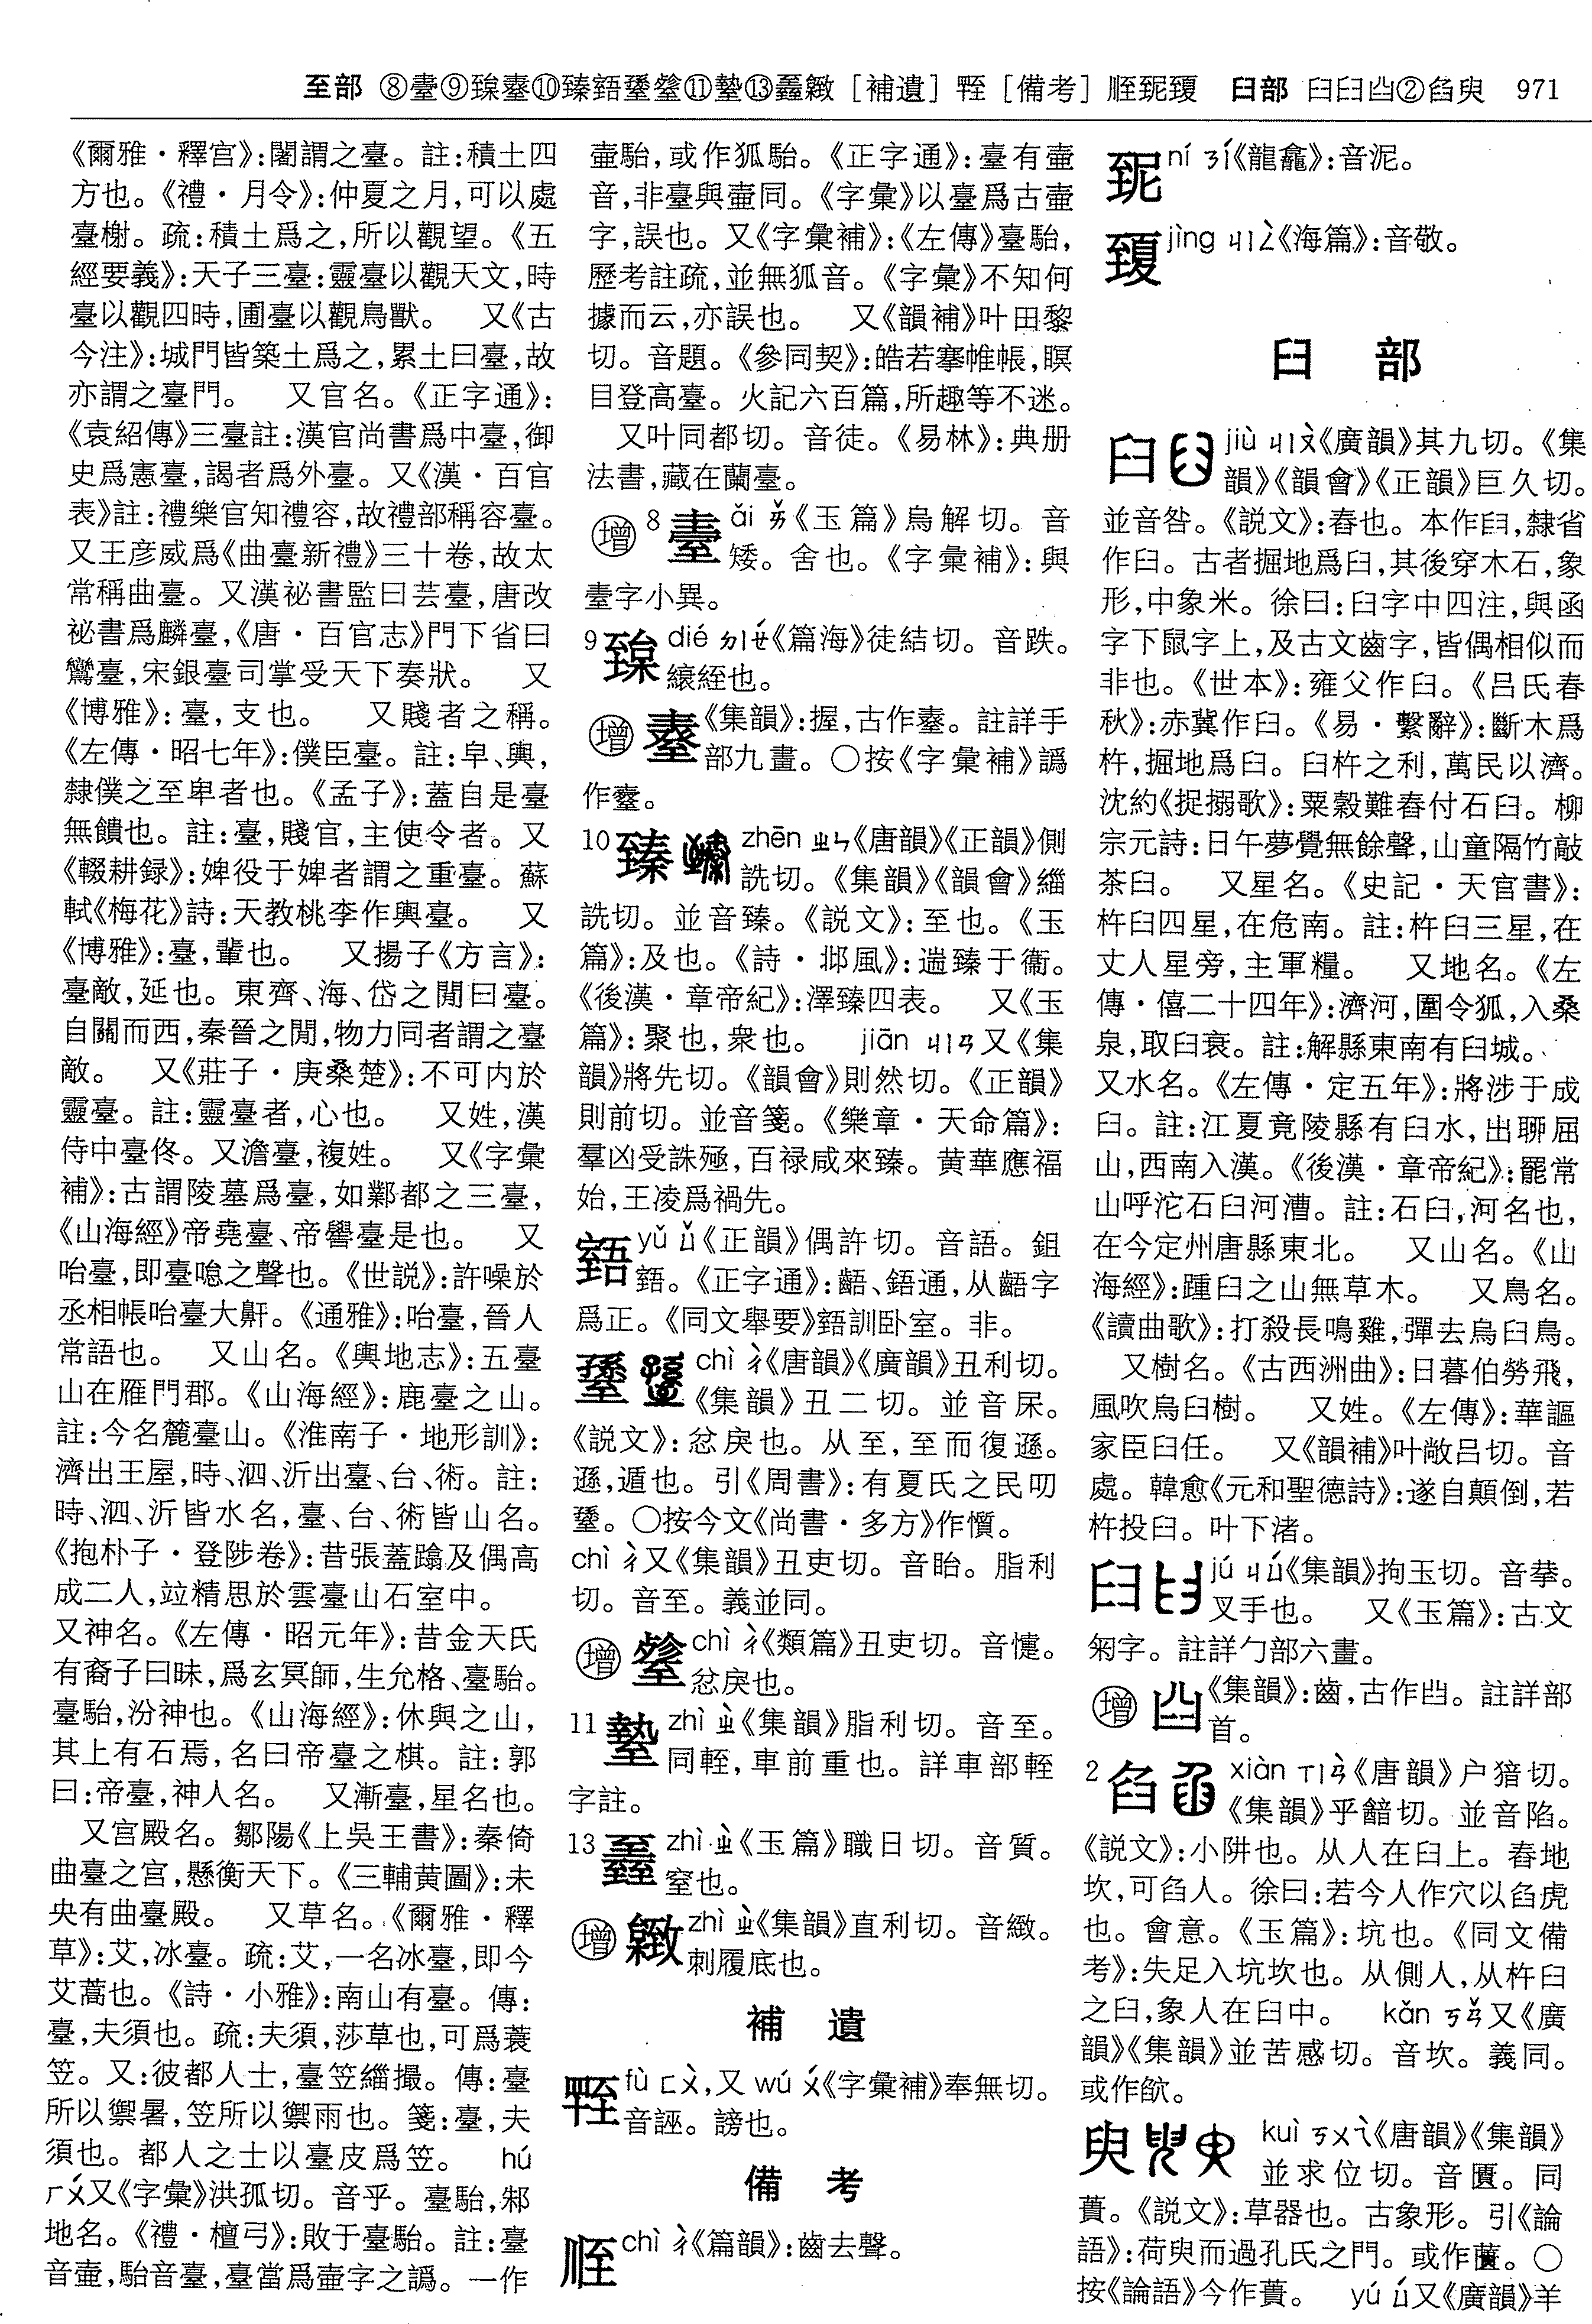 至部 ⑧臺⑨䑜臺⑩臻䑨𦥎𦥏⑪𦥐⑬𦥑緻［補遺］𦥀［備考］ 臼部 臼𦥑凷②臽臾 971
《爾雅·釋宫》:闍謂之臺。註:積土四
方也。《禮·月令》:仲夏之月,可以處
臺榭。疏:積土爲之,所以觀望。《五
經要義》:天子三臺:靈臺以觀天文,時
臺以觀四時,囿臺以觀鳥獸。　又《古
今注》:城門皆築土爲之,累土曰臺,故
亦謂之臺門。　又官名。《正字通》:
《袁紹傳》三臺註:漢官尚書爲中臺,御
史爲憲臺,謁者爲外臺。又《漢·百官
表》註:禮樂官知禮容,故禮部稱容臺。
又王彦威爲《曲臺新禮》三十卷,故太
常稱曲臺。又漢祕書監曰芸臺,唐改
祕書爲麟臺,《唐·百官志》門下省曰
鸞臺,宋銀臺司掌受天下奏狀。　又
《博雅》:臺,支也。　又賤者之稱。
《左傳·昭七年》:僕臣臺。註:皁、輿,
隸僕之至卑者也。《孟子》:蓋自是臺
無饋也。註:臺,賤官,主使令者。又
《輟耕録》:婢役于婢者謂之重臺。蘇
軾《梅花》詩:天教桃李作輿臺。　又
《博雅》:臺,輩也。　又揚子《方言》:
臺敵,延也。東齊、海、岱之閒曰臺。
自關而西,秦晉之閒,物力同者謂之臺
敵。　又《莊子·庚桑楚》:不可内於
靈臺。註:靈臺者,心也。　又姓,漢
侍中臺佟。又澹臺,複姓。　又《字彙
補》:古謂陵墓爲臺,如鄴都之三臺,
《山海經》帝堯臺、帝嚳臺是也。　又
咍臺,即臺噫之聲也。《世説》:許噪於
丞相帳咍臺大鼾。《通雅》:咍臺,晉人
常語也。　又山名。《輿地志》:五臺
山在雁門郡。《山海經》:鹿臺之山。
註:今名麓臺山。《淮南子·地形訓》:
濟出王屋,時、泗、沂出臺、台、術。註:
時、泗、沂皆水名,臺、台、術皆山名。
《抱朴子·登陟卷》:昔張蓋蹹及偶高
成二人,竝精思於雲臺山石室中。
又神名。《左傳·昭元年》:昔金天氏
有裔子曰昧,爲玄冥師,生允格、臺駘。
臺駘,汾神也。《山海經》:休與之山,
其上有石焉,名曰帝臺之棋。註:郭
曰:帝臺,神人名。　又漸臺,星名也。
又宫殿名。鄒陽《上吳王書》:秦倚
曲臺之宫,懸衡天下。《三輔黄圖》:未
央有曲臺殿。　又草名。《爾雅·釋
草》:艾,冰臺。疏:艾,一名冰臺,即今
艾蒿也。《詩·小雅》:南山有臺。傳:
臺,夫須也。疏:夫須,莎草也,可爲蓑
笠。又:彼都人士,臺笠緇撮。傳:臺
所以禦暑,笠所以禦雨也。箋:臺,夫
須也。都人之士以臺皮爲笠。　hú
ㄏㄨˊ又《字彙》洪孤切。音乎。臺駘,邾
地名。《禮·檀弓》:敗于臺駘。註:臺
音壷,駘音臺,臺當爲壷字之譌。一作
壷駘,或作狐駘。《正字通》:臺有壷
音,非臺與壷同。《字彙》以臺爲古壷
字,誤也。又《字彙補》:《左傳》臺駘,
歷考註疏,並無狐音。《字彙》不知何
據而云,亦誤也。　又《韻補》叶田黎
切。音題。《參同契》:皓若搴帷帳,瞑
目登高臺。火記六百篇,所趣等不迷。
又叶同都切。音徒。《易林》:典册
法書,藏在蘭臺。
增 8 ǎi ㄞˇ《玉篇》烏解切。音
矮。舍也。《字彙補》:與
臺字小異。
9 dié ㄉㄧㄝˊ《篇海》徒結切。音跌。
縗絰也。
增 《集韻》:握,古作𦥂。註詳手
部九畫。○按《字彙補》譌
作臺。
10臻 zhēn ㄓㄣ《唐韻》《正韻》側
詵切。《集韻》《韻會》緇
詵切。並音臻。《説文》:至也。《玉
篇》:及也。《詩·邶風》:遄臻于衞。
《後漢·章帝紀》:澤臻四表。　又《玉
篇》:聚也,衆也。　jiān ㄐㄧㄢ又《集
韻》將先切。《韻會》則然切。《正韻》
則前切。並音箋。《樂章·天命篇》:
羣凶受誅殛,百禄咸來臻。黄華應福
始,王凌爲禍先。
yǔ ㄩˇ《正韻》偶許切。音語。鉏
䑨。《正字通》:齬、鋙通,从齬字
爲正。《同文舉要》䑨訓卧室。非。
chì ㄔˋ《唐韻》《廣韻》丑利切。
《集韻》丑二切。並音屎。
《説文》:忿戾也。从至,至而復遜。
遜,遁也。引《周書》:有夏氏之民叨
𦥎。○按今文《尚書·多方》作懫。
chì ㄔˋ又《集韻》丑吏切。音眙。脂利
切。音至。義並同。
增 chì ㄔˋ《類篇》丑吏切。音懥。
忿戾也。
11 zhì ㄓˋ《集韻》脂利切。音至。
同輊,車前重也。詳車部輊
字註。
13 zhì ㄓˋ《玉篇》職日切。音質。
窒也。
增 zhì ㄓˋ《集韻》直利切。音緻。
刺履底也。
補　遺
fù ㄈㄨˋ,又 wú ㄨˊ《字彙補》奉無切。
音誣。謗也。
備　考
chì ㄔˋ《篇韻》:齒去聲。
ní ㄋㄧˊ《龍龕》:音泥。
jìng ㄐㄧㄥˋ《海篇》:音敬。
臼　部
臼 jiù ㄐㄧㄡˋ《廣韻》其九切。《集
韻》《韻會》《正韻》巨久切。
並音咎。《説文》:舂也。本作𦥑,隸省
作臼。古者掘地爲臼,其後穿木石,象
形,中象米。徐曰:臼字中四注,與函
字下鼠字上,及古文齒字,皆偶相似而
非也。《世本》:雍父作臼。《吕氏春
秋》:赤冀作臼。《易·繫辭》:斷木爲
杵,掘地爲臼。臼杵之利,萬民以濟。
沈約《捉搦歌》:粟穀難舂付石臼。柳
宗元詩:日午夢覺無餘聲,山童隔竹敲
茶臼。　又星名。《史記·天官書》:
杵臼四星,在危南。註:杵臼三星,在
丈人星旁,主軍糧。　又地名。《左
傳·僖二十四年》:濟河,圍令狐,入桑
泉,取臼衰。註:解縣東南有臼城。
又水名。《左傳·定五年》:將涉于成
臼。註:江夏竟陵縣有臼水,出聊屈
山,西南入漢。《後漢·章帝紀》:罷常
山呼沱石臼河漕。註:石臼,河名也,
在今定州唐縣東北。　又山名。《山
海經》:踵臼之山無草木。　又鳥名。
《讀曲歌》:打殺長鳴雞,彈去烏臼鳥。
又樹名。《古西洲曲》:日暮伯勞飛,
風吹烏臼樹。　又姓。《左傳》:華謳
家臣臼任。　又《韻補》叶敞吕切。音
處。韓愈《元和聖德詩》:遂自顛倒,若
杵投臼。叶下渚。
𦥑 jú ㄐㄩˊ《集韻》拘玉切。音拲。
叉手也。　又《玉篇》:古文
匊字。註詳勹部六畫。
增 《集韻》:齒,古作𠚒。註詳部
首。
2臽 xiàn ㄒㄧㄢˋ《唐韻》户猎切。
《集韻》乎韽切。並音陷。
《説文》:小阱也。从人在臼上。舂地
坎,可臽人。徐曰:若今人作穴以臽虎
也。會意。《玉篇》:坑也。《同文備
考》:失足入坑坎也。从側人,从杵臼
之臼,象人在臼中。　kǎn ㄎㄢˇ又《廣
韻》《集韻》並苦感切。音坎。義同。
或作欿。
臾 kuì ㄎㄨㄟˋ《唐韻》《集韻》
並求位切。音匱。同
蕢。《説文》:草器也。古象形。引《論
語》:荷臾而過孔氏之門。或作蕢。○
按《論語》今作蕢。　yú ㄩˊ又《廣韻》羊